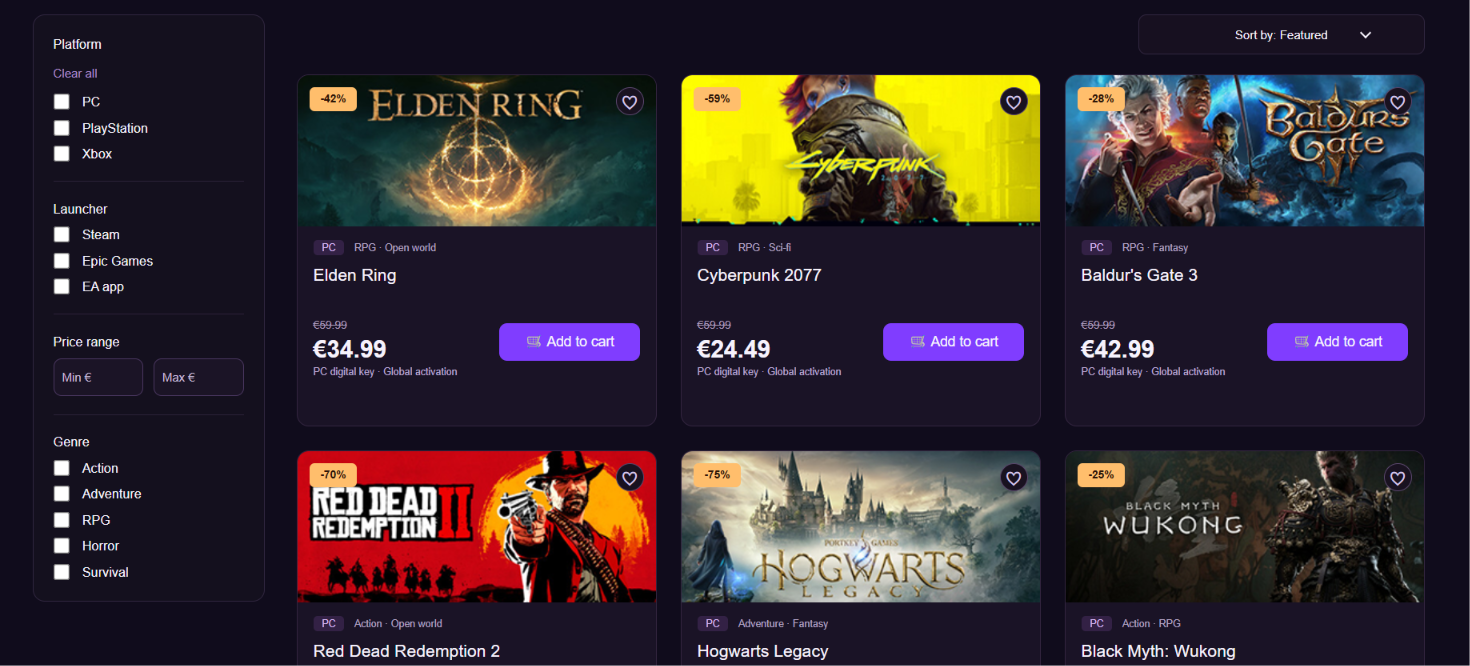 Platform
Clear all
PC
PlayStation
Xbox
Launcher
Steam
Epic Games
EA app
Price range
Min €
Max €
Genre
Action
Adventure
RPG
Horror
Survival
Sort by: Featured
-42%
ELDEN RING
PC
RPG · Open world
Elden Ring
€59.99
€34.99
Add to cart
PC digital key · Global activation
-59%
CYBERPUNK
2077
PC
RPG · Sci-fi
Cyberpunk 2077
€59.99
€24.49
Add to cart
PC digital key · Global activation
-28%
BALDUR'S
GATE
III
PC
RPG · Fantasy
Baldur's Gate 3
€59.99
€42.99
Add to cart
PC digital key · Global activation
-70%
RED DEAD
REDEMPTION II
PC
Action · Open world
Red Dead Redemption 2
-75%
PORTKEY GAMES
HOGWARTS
LEGACY
PC
Adventure · Fantasy
Hogwarts Legacy
-25%
BLACK MYTH
WUKONG
PC
Action · RPG
Black Myth: Wukong